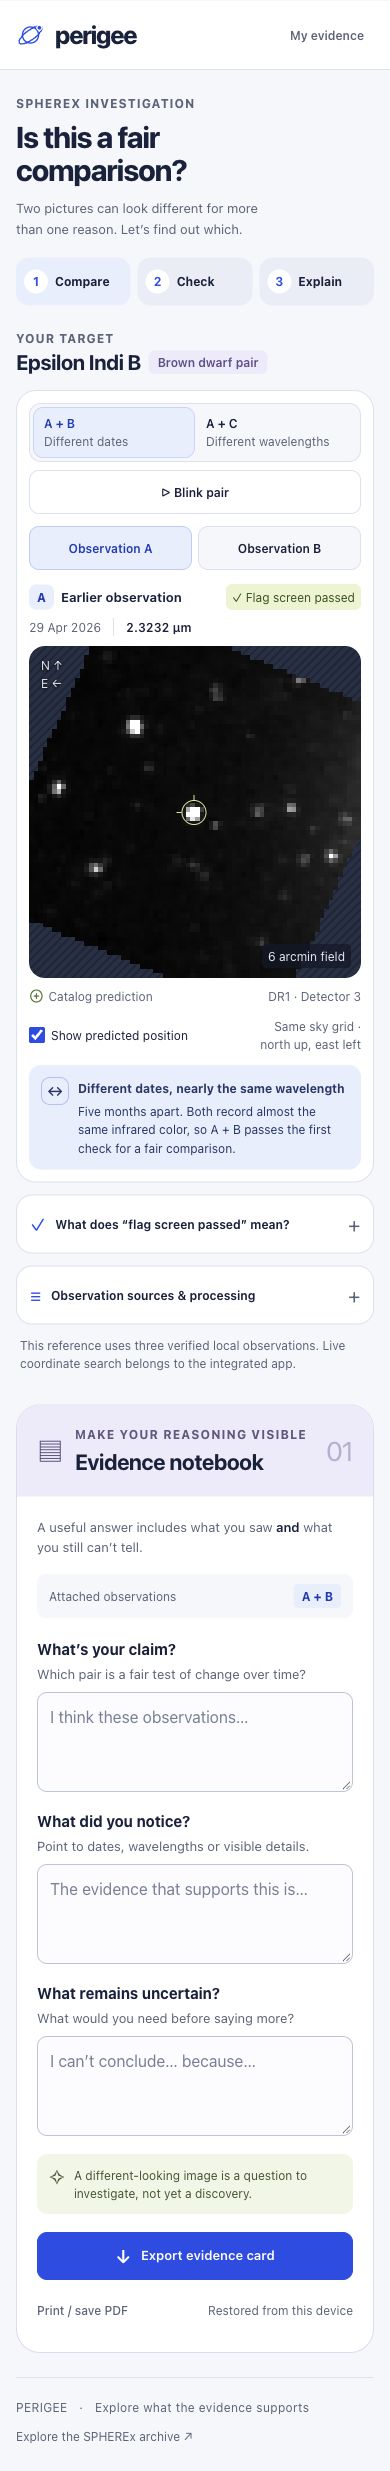 perigee
My evidence
SPHEREX INVESTIGATION
Is this a fair
comparison?
Two pictures can look different for more
than one reason. Let’s find out which.
1 Compare
2 Check
3 Explain
YOUR TARGET
Epsilon Indi B Brown dwarf pair
A + B
Different dates
A + C
Different wavelengths
Blink pair
Observation A
Observation B
A Earlier observation
✓ Flag screen passed
29 Apr 2026 2.3232 µm
N ↑
E ←
6 arcmin field
Catalog prediction
DR1 · Detector 3
Show predicted position
Same sky grid ·
north up, east left
Different dates, nearly the same wavelength
Five months apart. Both record almost the
same infrared color, so A + B passes the first
check for a fair comparison.
What does “flag screen passed” mean? +
Observation sources & processing +
This reference uses three verified local observations. Live
coordinate search belongs to the integrated app.
MAKE YOUR REASONING VISIBLE
Evidence notebook
01
A useful answer includes what you saw and what
you still can’t tell.
Attached observations A + B
What’s your claim?
Which pair is a fair test of change over time?
I think these observations…
What did you notice?
Point to dates, wavelengths or visible details.
The evidence that supports this is…
What remains uncertain?
What would you need before saying more?
I can’t conclude… because…
A different-looking image is a question to
investigate, not yet a discovery.
↓ Export evidence card
Print / save PDF
Restored from this device
PERIGEE · Explore what the evidence supports
Explore the SPHEREx archive ↗